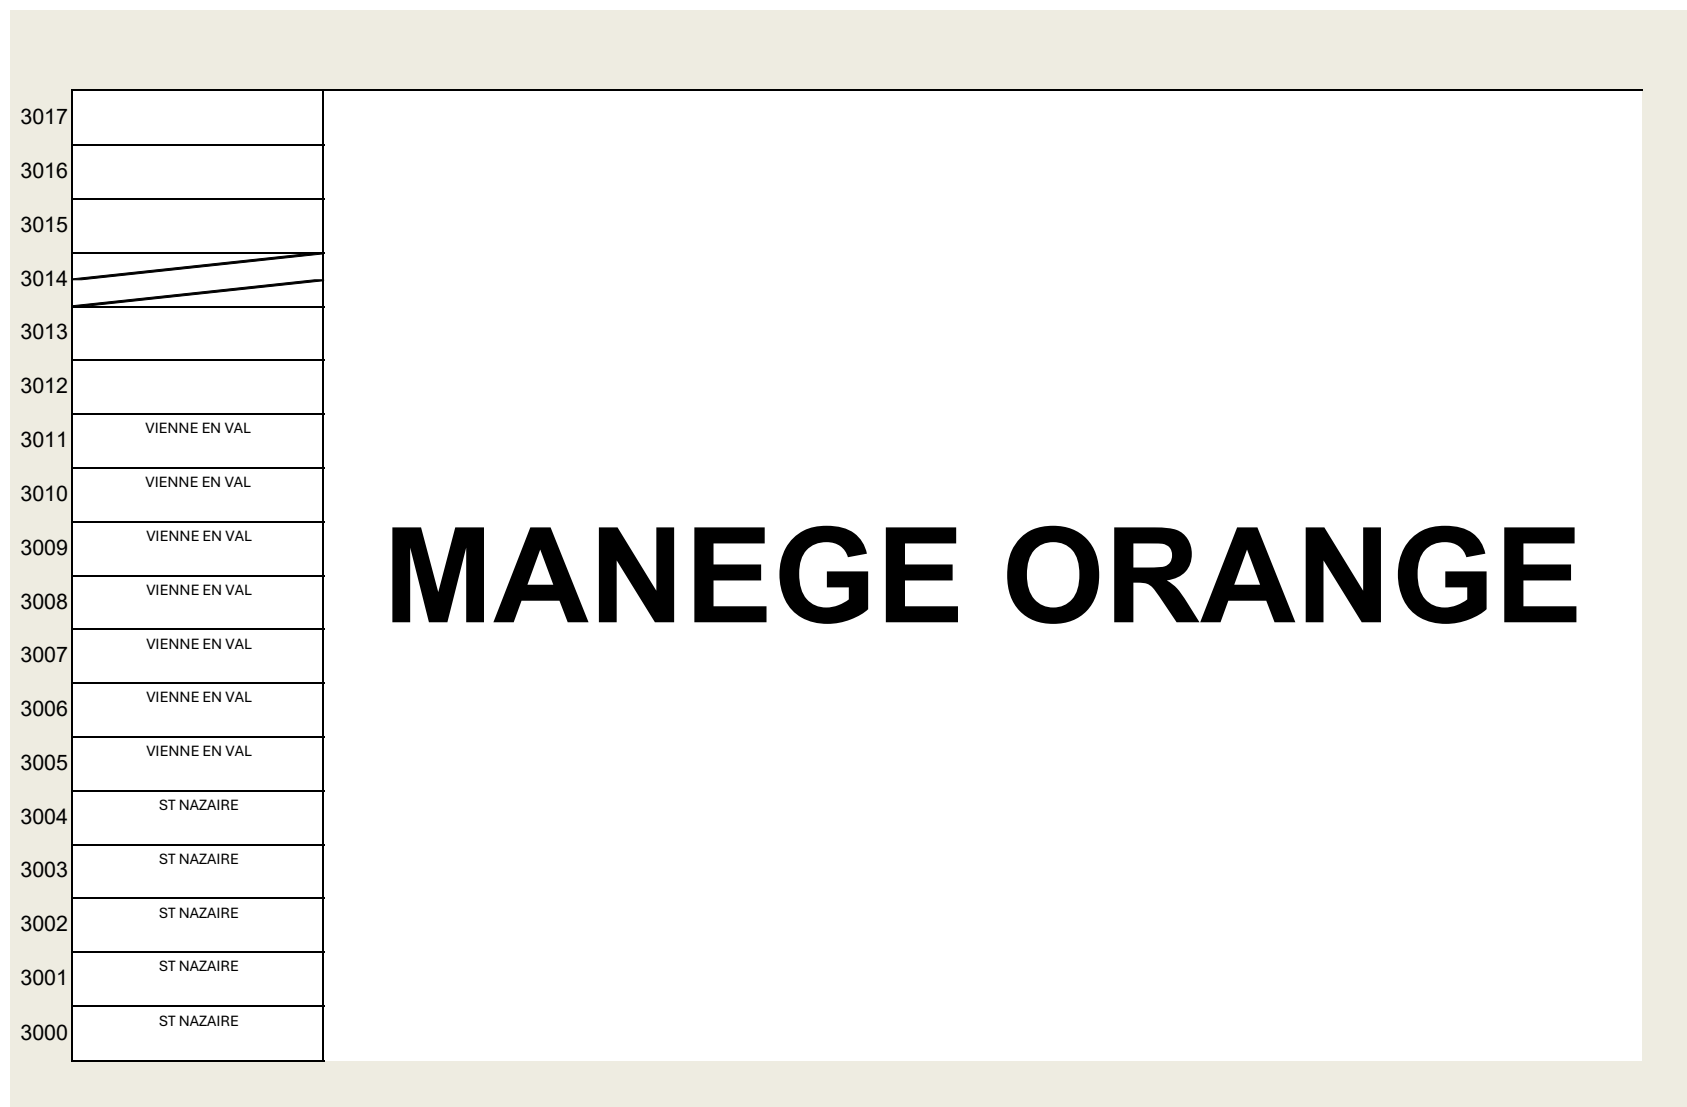 3017
3016
3015
3014
3013
3012
3011 VIENNE EN VAL
3010 VIENNE EN VAL
3009 VIENNE EN VAL
MANEGE ORANGE
3008 VIENNE EN VAL
3007 VIENNE EN VAL
3006 VIENNE EN VAL
3005 VIENNE EN VAL
3004 ST NAZAIRE
3003 ST NAZAIRE
3002 ST NAZAIRE
3001 ST NAZAIRE
3000 ST NAZAIRE